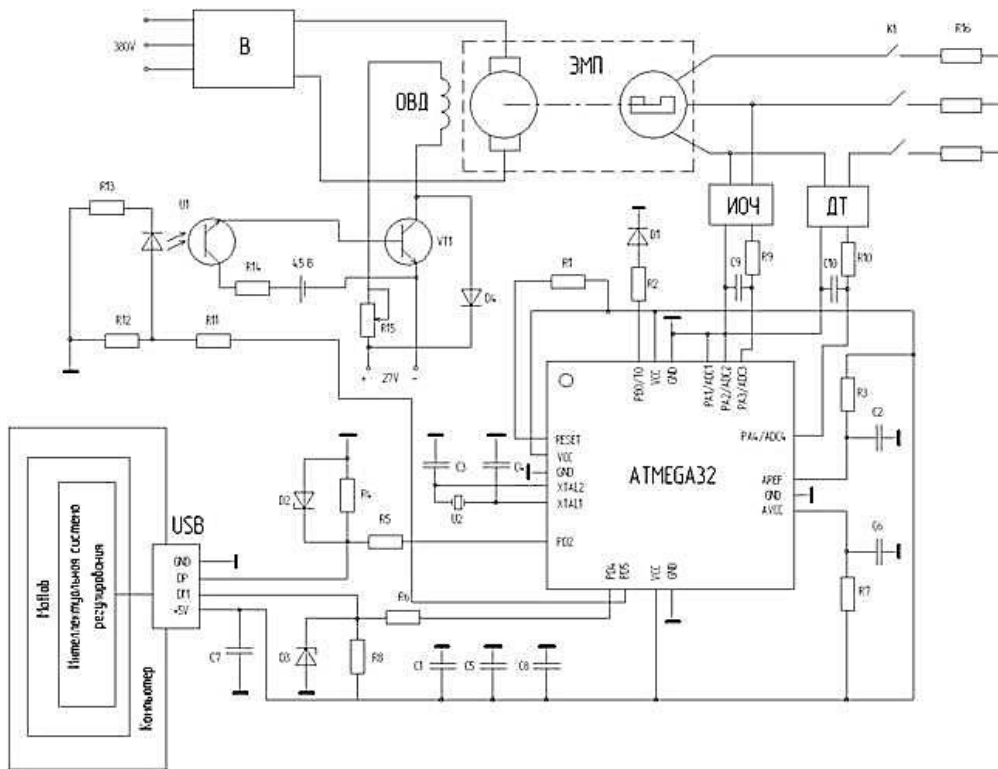 380V
В
ОВД
ЭМП
K1
R16
ИОЧ
ДТ
R13
U1
VT1
R14
4,5 В
D4
R15
+ 27V −
R12
R11
D1
R2
R1
C9
R9
C10
R10
PD0/TO
VCC
GND
PA1/ADC1
PA2/ADC2
PA3/ADC3
PA4/ADC4
RESET
VCC
GND
XTAL2
XTAL1
PD2
ATMEGA32
AREF
GND
AVCC
PD4
PD5
VCC
GND
R3
C2
C6
R7
C3
C4
U2
D2
R4
R5
R6
D3
R8
C7
C1
C5
C8
USB
GND
DP
DM
+5V
Matlab
Интеллектуальная система
регулирования
Компьютер